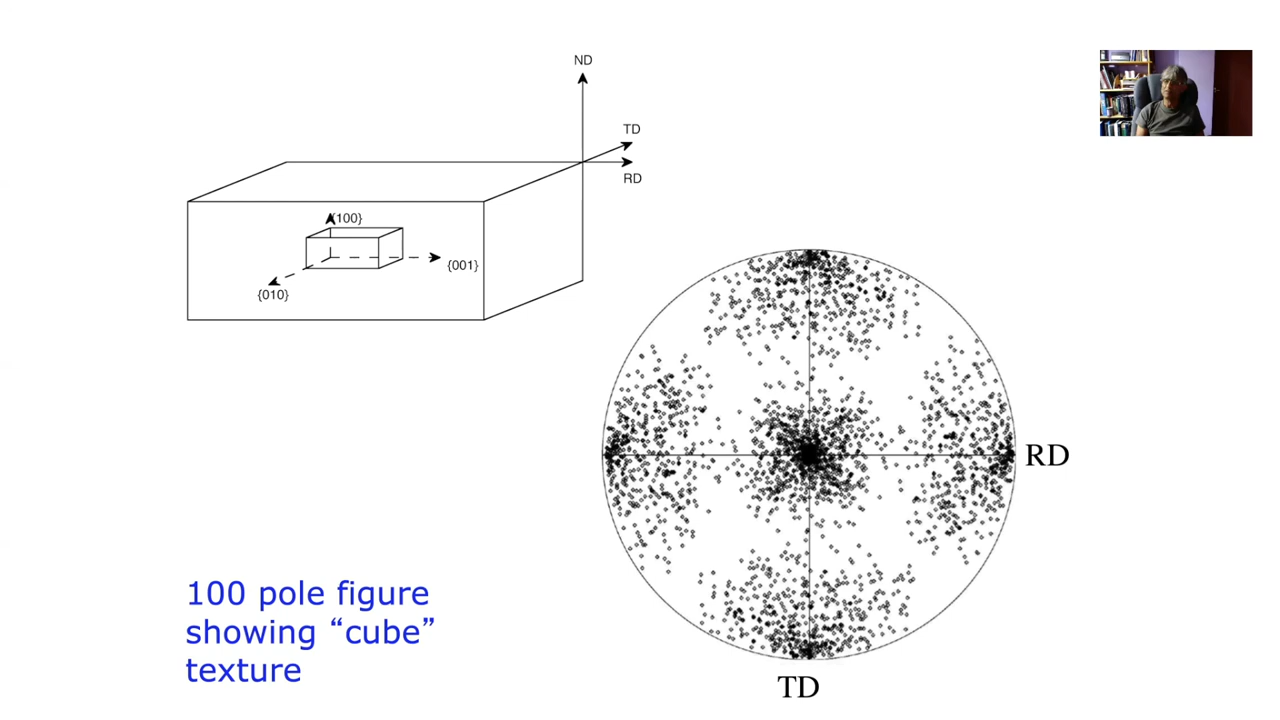 ND
TD
RD
{100}
{001}
{010}
RD
100 pole figure
showing “cube”
texture
TD